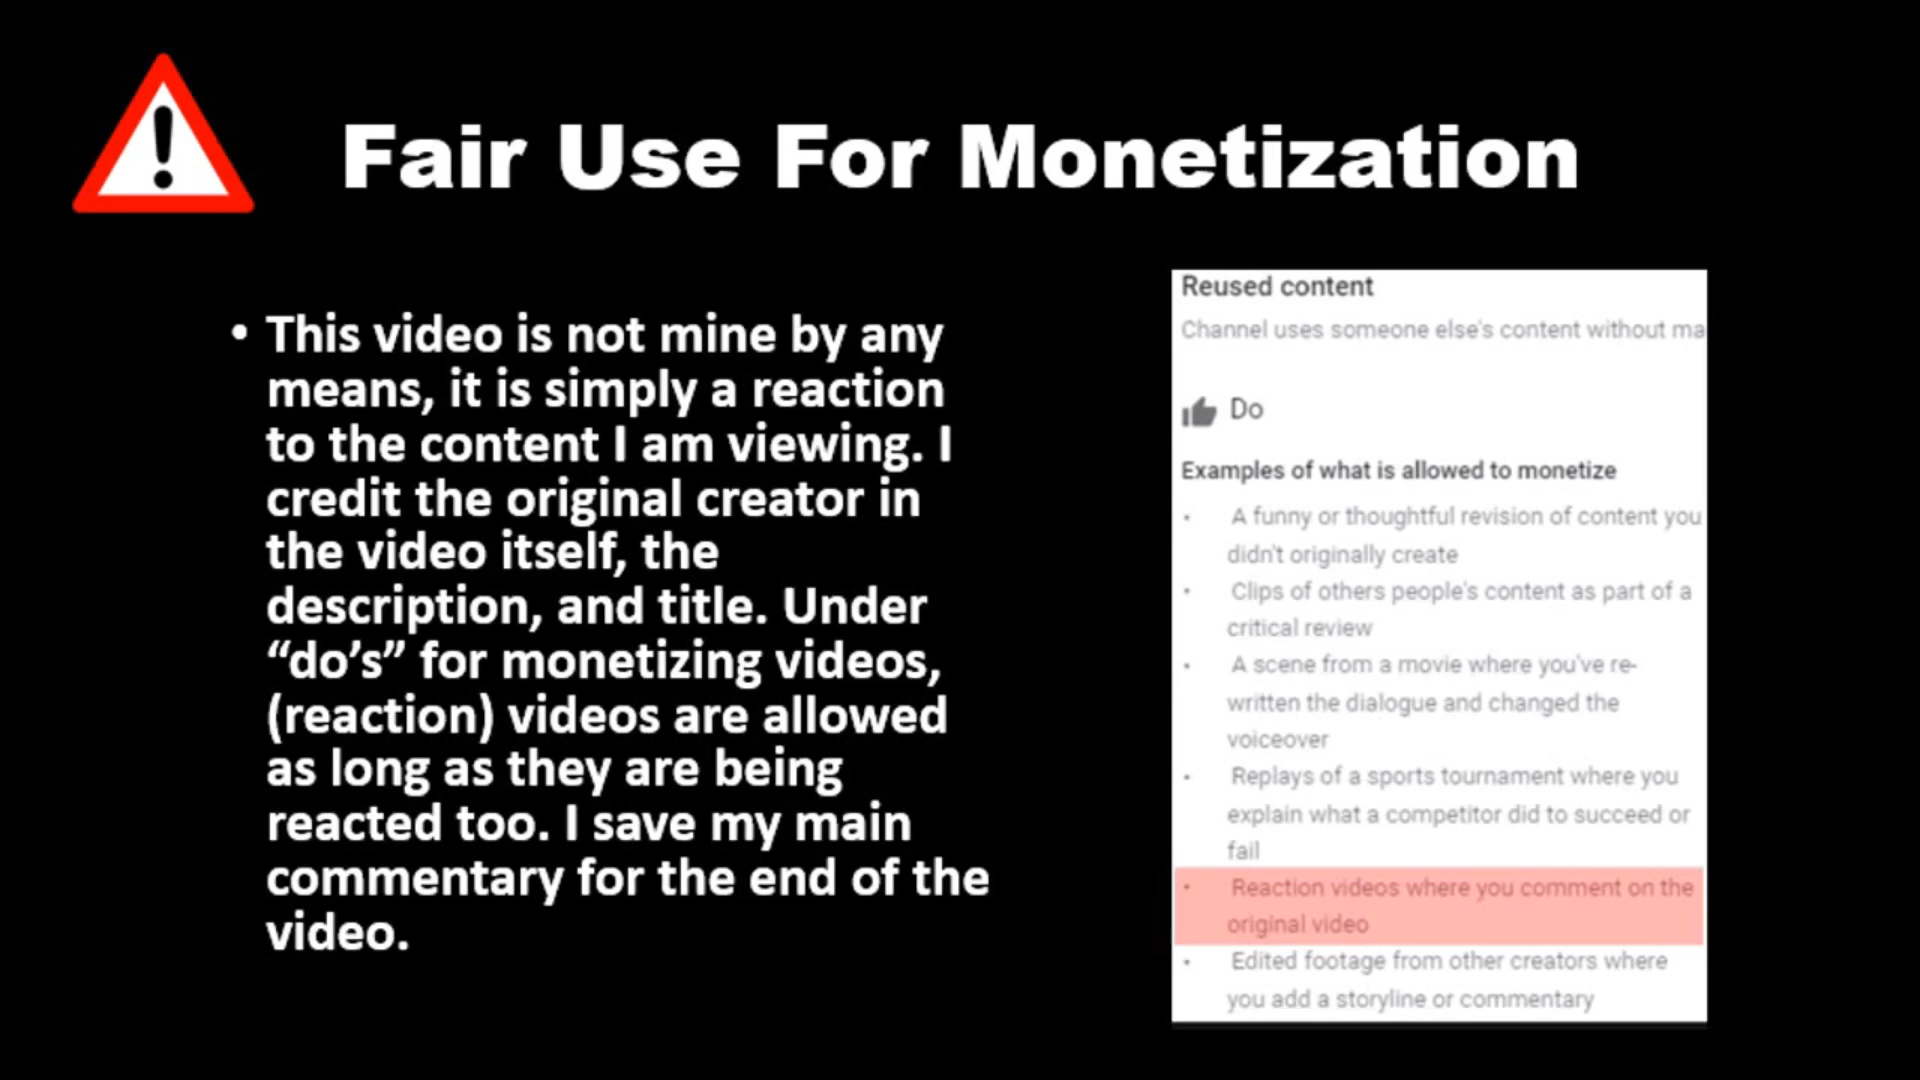 Fair Use For Monetization
• This video is not mine by any
means, it is simply a reaction
to the content I am viewing. I
credit the original creator in
the video itself, the
description, and title. Under
“do’s” for monetizing videos,
(reaction) videos are allowed
as long as they are being
reacted too. I save my main
commentary for the end of the
video.
Reused content
Channel uses someone else's content without ma
Do
Examples of what is allowed to monetize
• A funny or thoughtful revision of content you
didn't originally create
• Clips of others people's content as part of a
critical review
• A scene from a movie where you've re-
written the dialogue and changed the
voiceover
• Replays of a sports tournament where you
explain what a competitor did to succeed or
fail
• Reaction videos where you comment on the
original video
• Edited footage from other creators where
you add a storyline or commentary